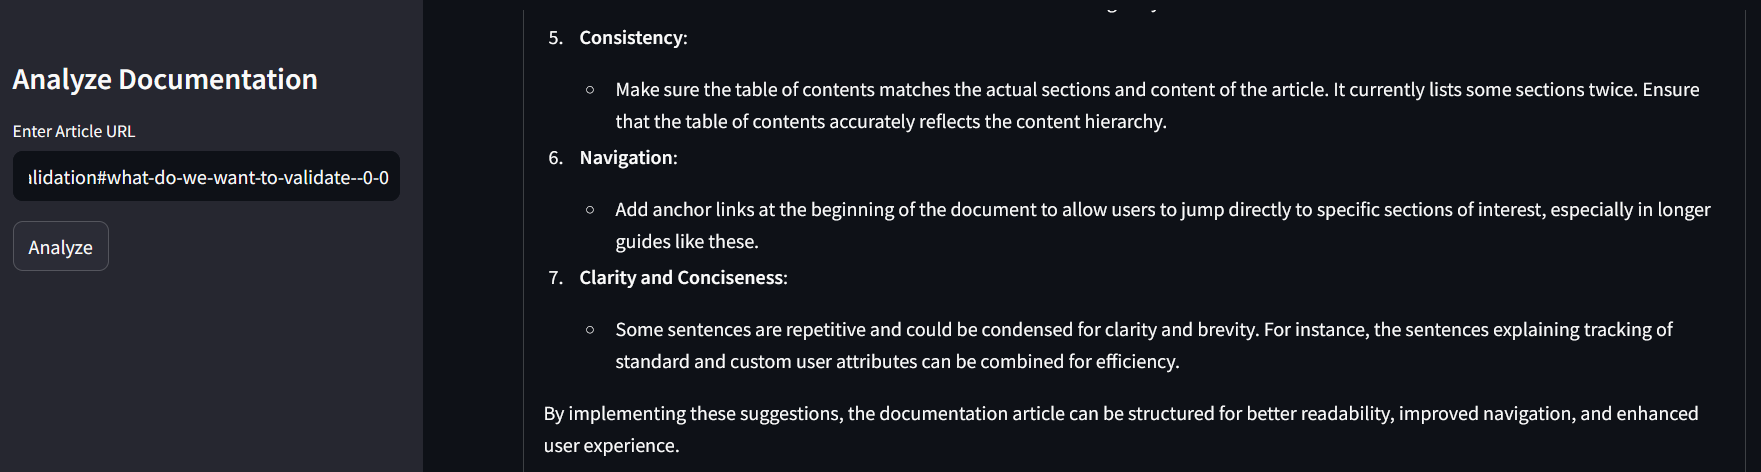 Analyze Documentation
Enter Article URL
lidation#what-do-we-want-to-validate--0-0
Analyze
5. Consistency:
○ Make sure the table of contents matches the actual sections and content of the article. It currently lists some sections twice. Ensure
that the table of contents accurately reflects the content hierarchy.
6. Navigation:
○ Add anchor links at the beginning of the document to allow users to jump directly to specific sections of interest, especially in longer
guides like these.
7. Clarity and Conciseness:
○ Some sentences are repetitive and could be condensed for clarity and brevity. For instance, the sentences explaining tracking of
standard and custom user attributes can be combined for efficiency.
By implementing these suggestions, the documentation article can be structured for better readability, improved navigation, and enhanced
user experience.